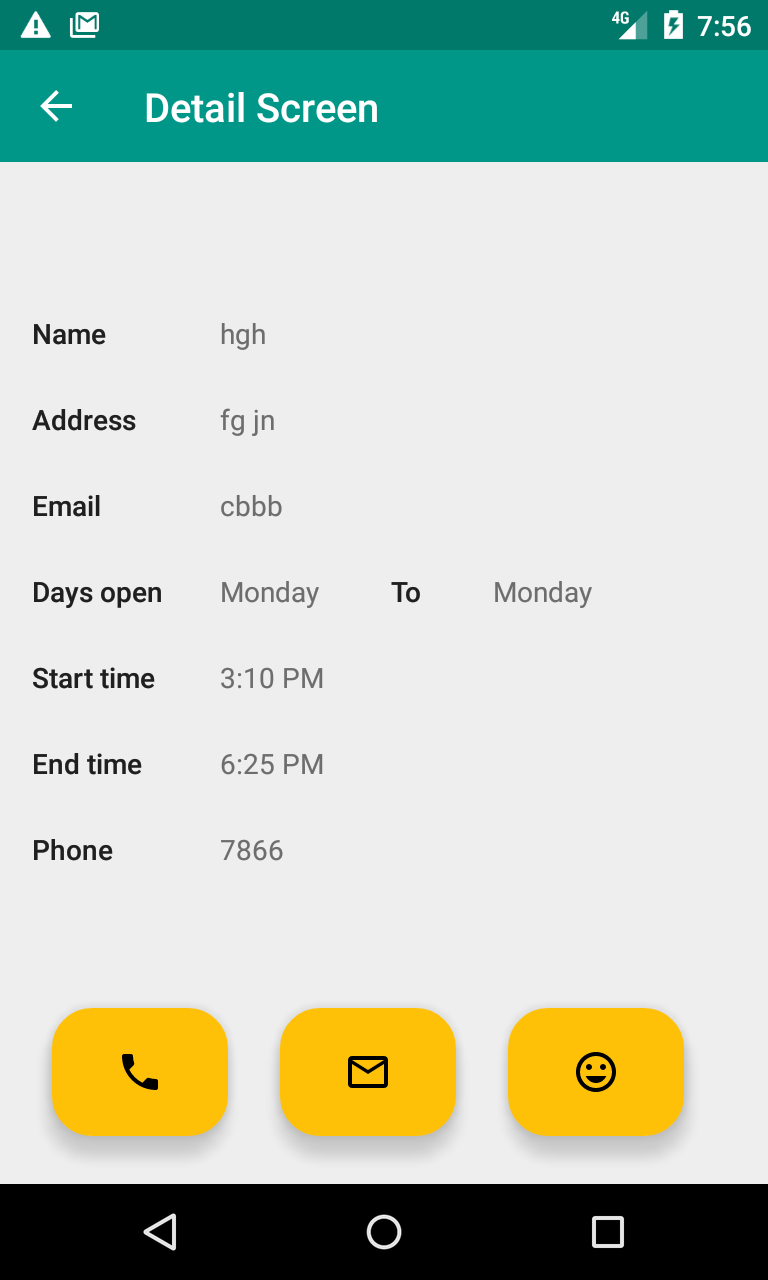 4G 7:56
Detail Screen
Name hgh
Address fg jn
Email cbbb
Days open Monday To Monday
Start time 3:10 PM
End time 6:25 PM
Phone 7866